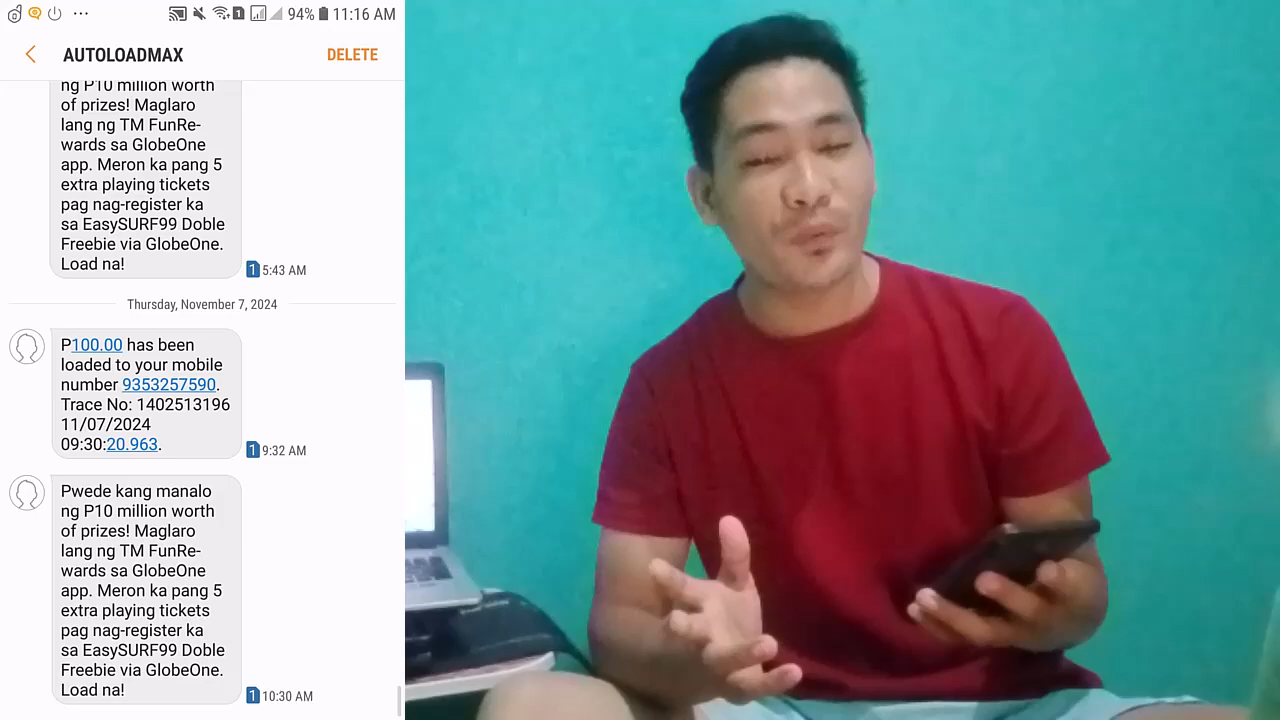 94% 11:16 AM
AUTOLOADMAX
DELETE
ng P10 million worth
of prizes! Maglaro
lang ng TM FunRe-
wards sa GlobeOne
app. Meron ka pang 5
extra playing tickets
pag nag-register ka
sa EasySURF99 Doble
Freebie via GlobeOne.
Load na!
1 5:43 AM
Thursday, November 7, 2024
P100.00 has been
loaded to your mobile
number 9353257590.
Trace No: 1402513196
11/07/2024
09:30:20.963.
1 9:32 AM
Pwede kang manalo
ng P10 million worth
of prizes! Maglaro
lang ng TM FunRe-
wards sa GlobeOne
app. Meron ka pang 5
extra playing tickets
pag nag-register ka
sa EasySURF99 Doble
Freebie via GlobeOne.
Load na!
1 10:30 AM